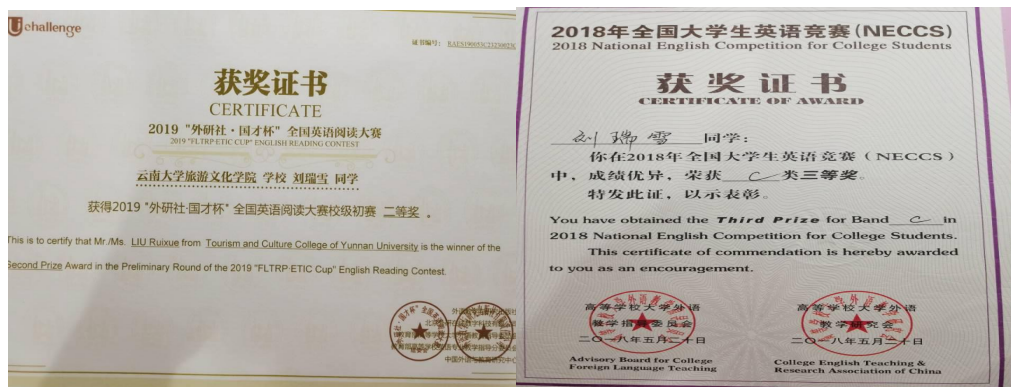 Uchallenge
证书编号:
获奖证书
CERTIFICATE
2019 "外研社·国才杯" 全国英语阅读大赛
2019 "FLTRP·ETIC CUP" ENGLISH READING CONTEST
云南大学旅游文化学院 学校 刘瑞雪 同学
获得2019 "外研社·国才杯" 全国英语阅读大赛校级初赛 二等奖 。
This is to certify that Mr./Ms. LIU Ruixue from Tourism and Culture College of Yunnan University is the winner of the
Second Prize Award in the Preliminary Round of the 2019 "FLTRP·ETIC Cup" English Reading Contest.
2018年全国大学生英语竞赛(NECCS)
2018 National English Competition for College Students
获奖证书
CERTIFICATE OF AWARD
刘瑞雪 同学:
你在2018年全国大学生英语竞赛(NECCS)
中，成绩优异，荣获 C 类三等奖。
特发此证，以示表彰。
You have obtained the Third Prize for Band C in
2018 National English Competition for College Students.
This certificate of commendation is hereby awarded
to you as an encouragement.
高等学校大学外语
教学指导委员会
二〇一八年五月二十日
Advisory Board for College
Foreign Language Teaching
高等学校大学外语
教学研究会
二〇一八年五月二十日
College English Teaching &
Research Association of China